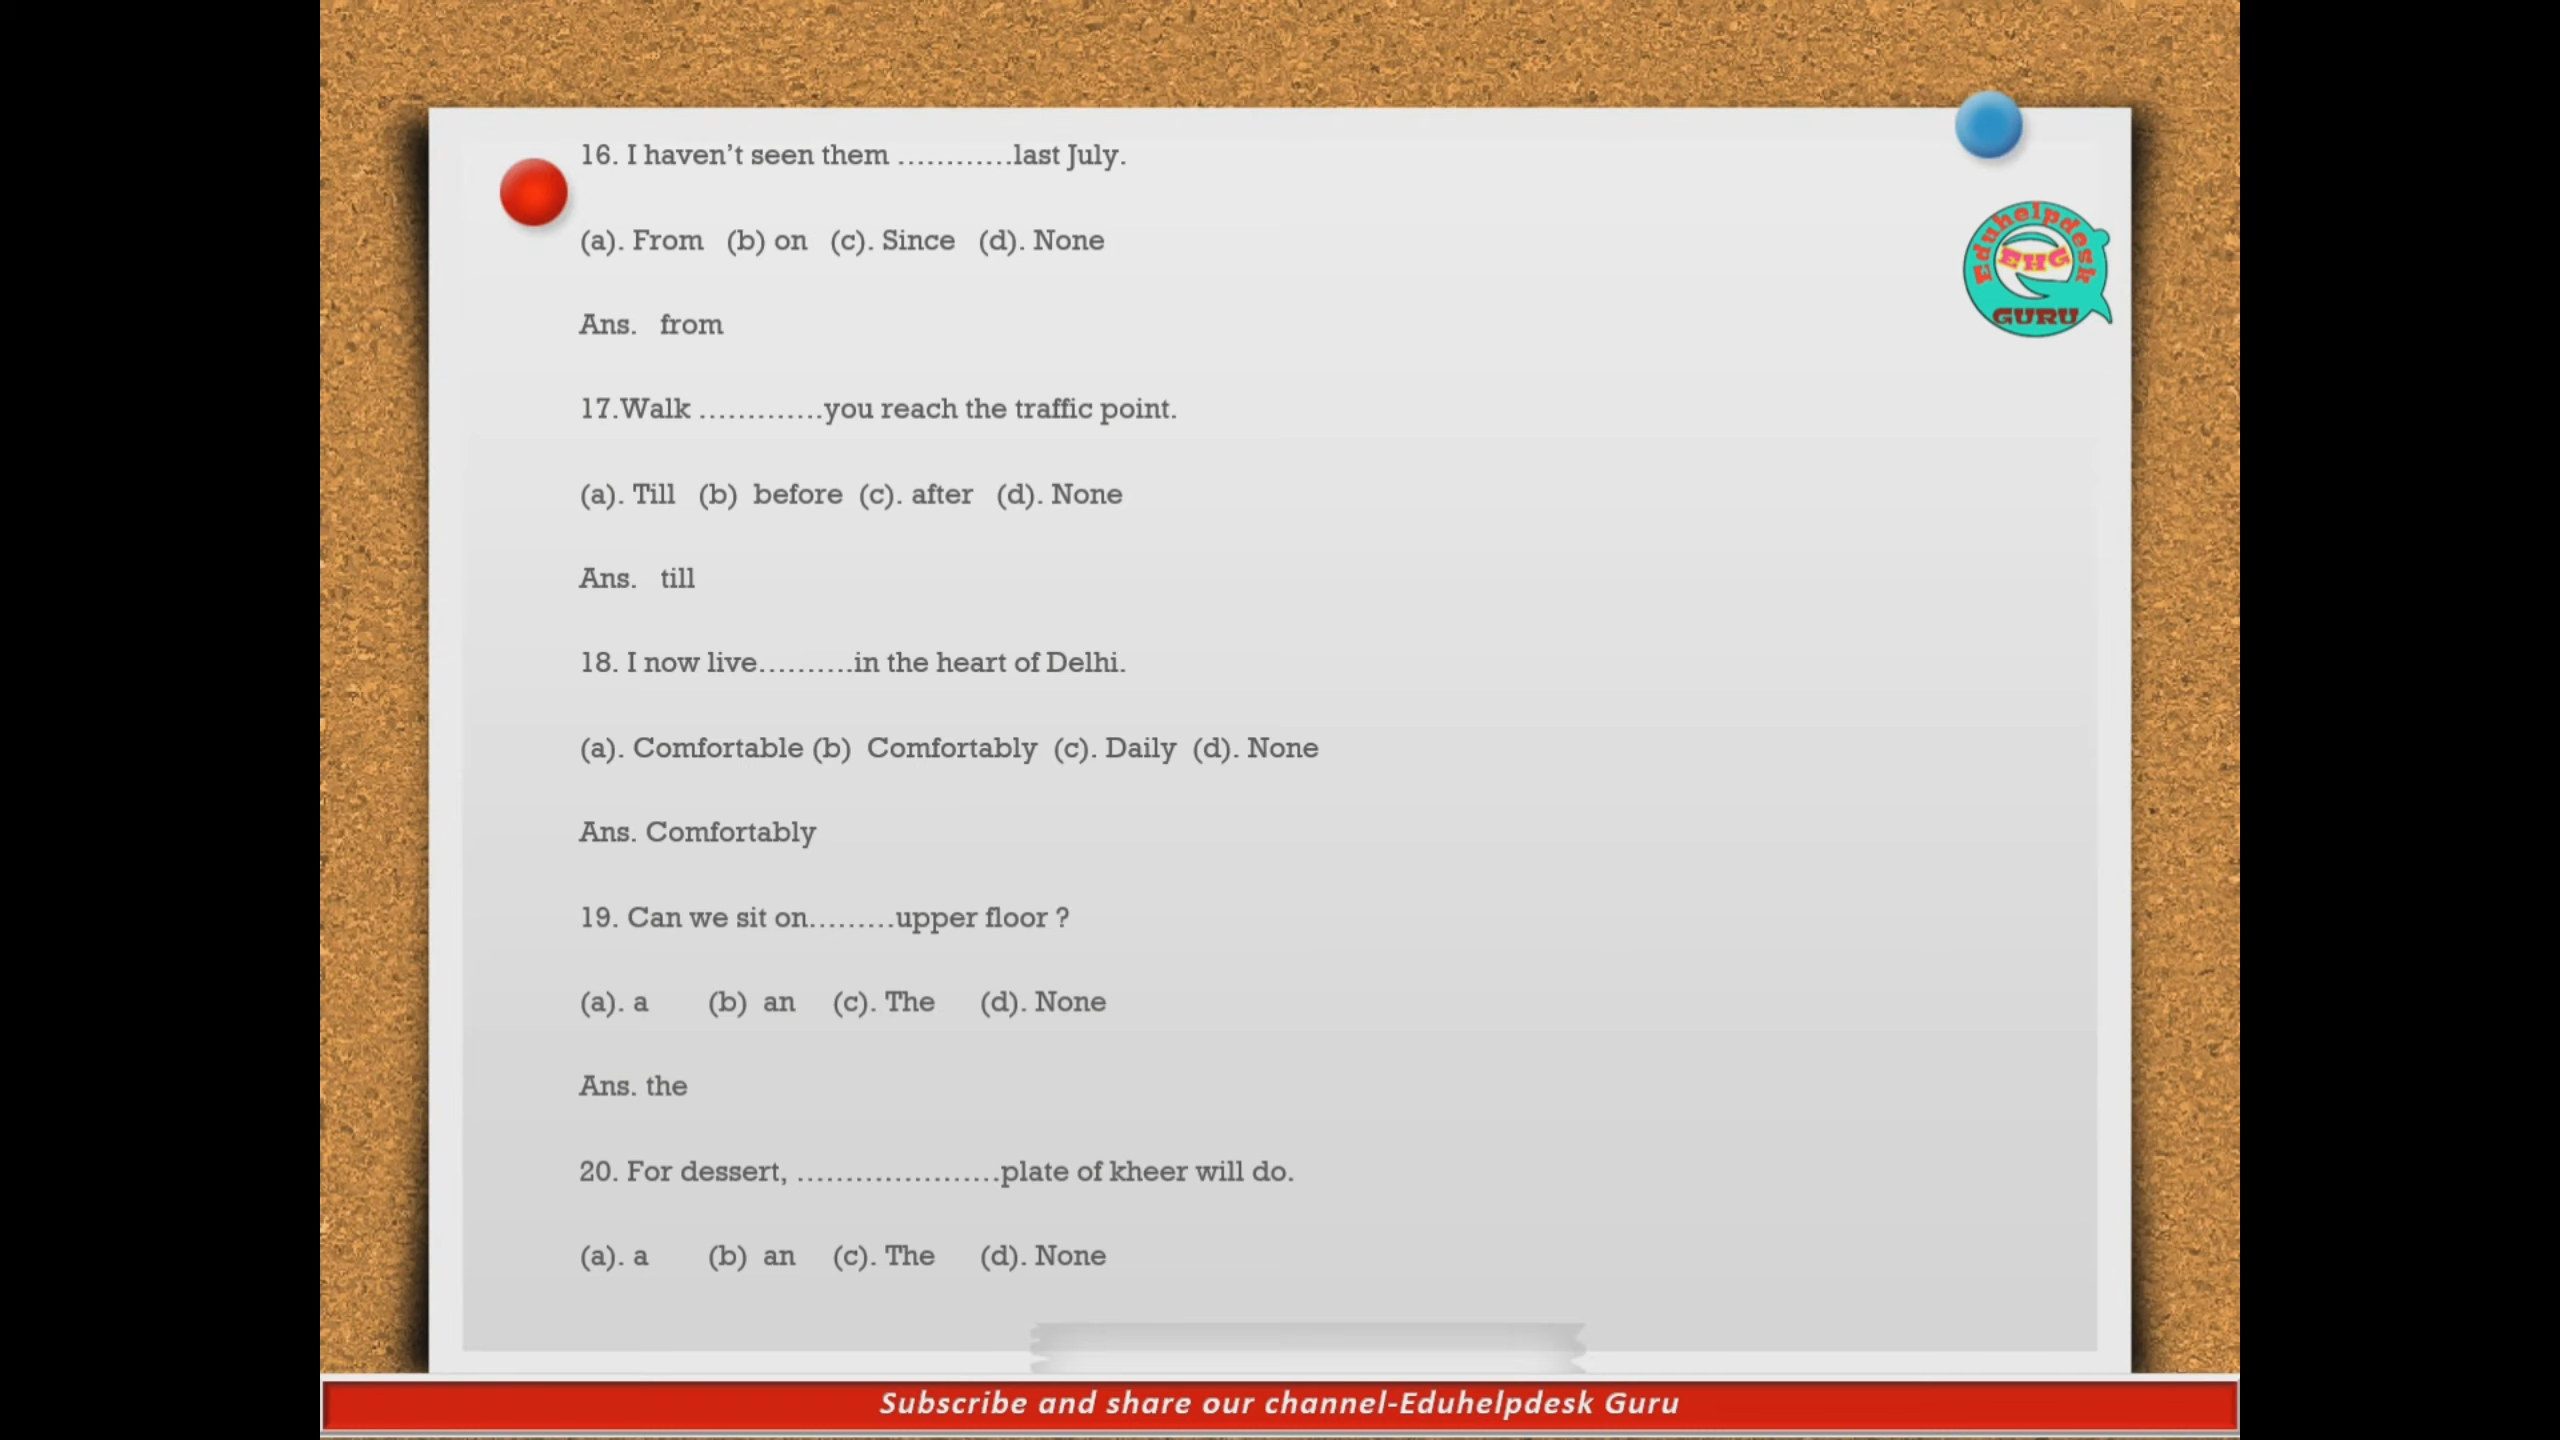 16. I haven’t seen them …………last July.
(a). From (b) on (c). Since (d). None
Ans. from
17.Walk ………….you reach the traffic point.
(a). Till (b) before (c). after (d). None
Ans. till
18. I now live……….in the heart of Delhi.
(a). Comfortable (b) Comfortably (c). Daily (d). None
Ans. Comfortably
19. Can we sit on………upper floor ?
(a). a (b) an (c). The (d). None
Ans. the
20. For dessert, …………………plate of kheer will do.
(a). a (b) an (c). The (d). None
Eduhelpdesk
EHG
GURU
Subscribe and share our channel-Eduhelpdesk Guru